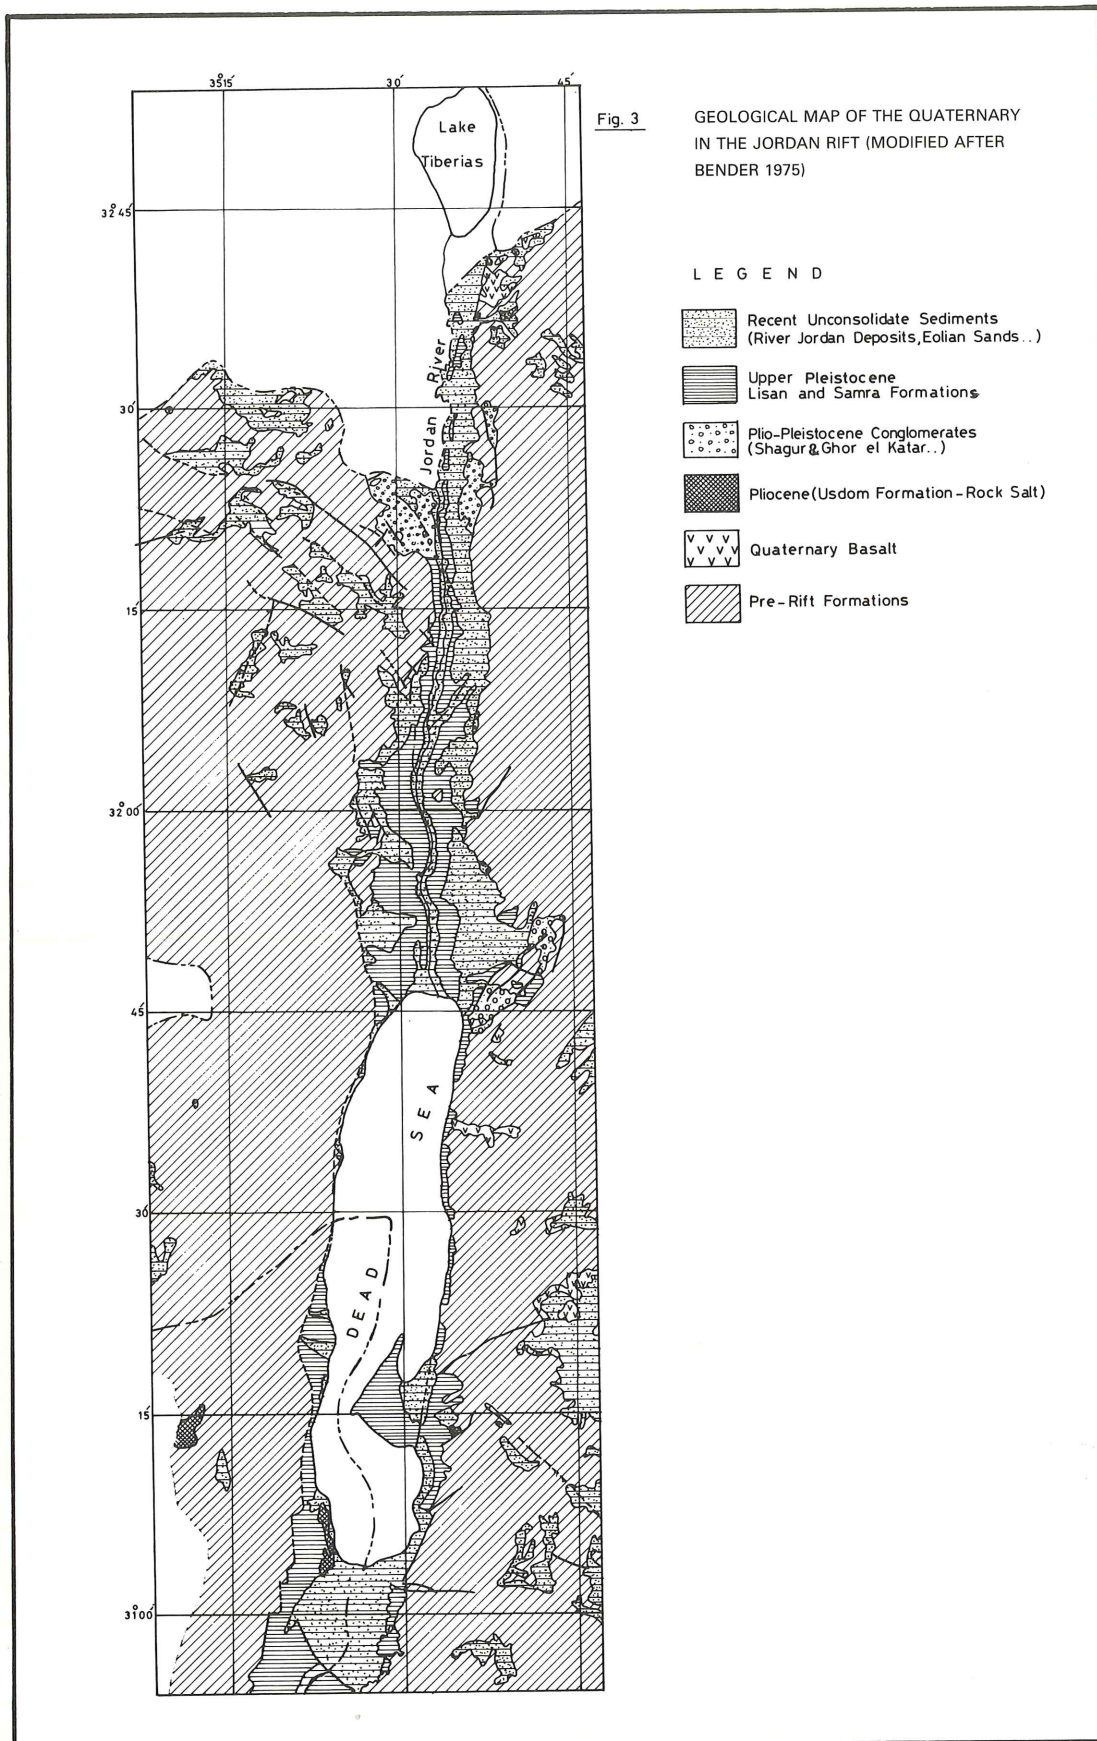 Fig. 3
GEOLOGICAL MAP OF THE QUATERNARY
IN THE JORDAN RIFT (MODIFIED AFTER
BENDER 1975)
35°15'
30'
45'
Lake
Tiberias
32°45'
LEGEND
Recent Unconsolidate Sediments
(River Jordan Deposits,Eolian Sands..)
Upper Pleistocene
Lisan and Samra Formations
Plio-Pleistocene Conglomerates
(Shagur&Ghor el Katar..)
Pliocene(Usdom Formation-Rock Salt)
Quaternary Basalt
Pre-Rift Formations
Jordan River
30'
15'
32°00'
45'
DEAD SEA
30'
15'
31°00'